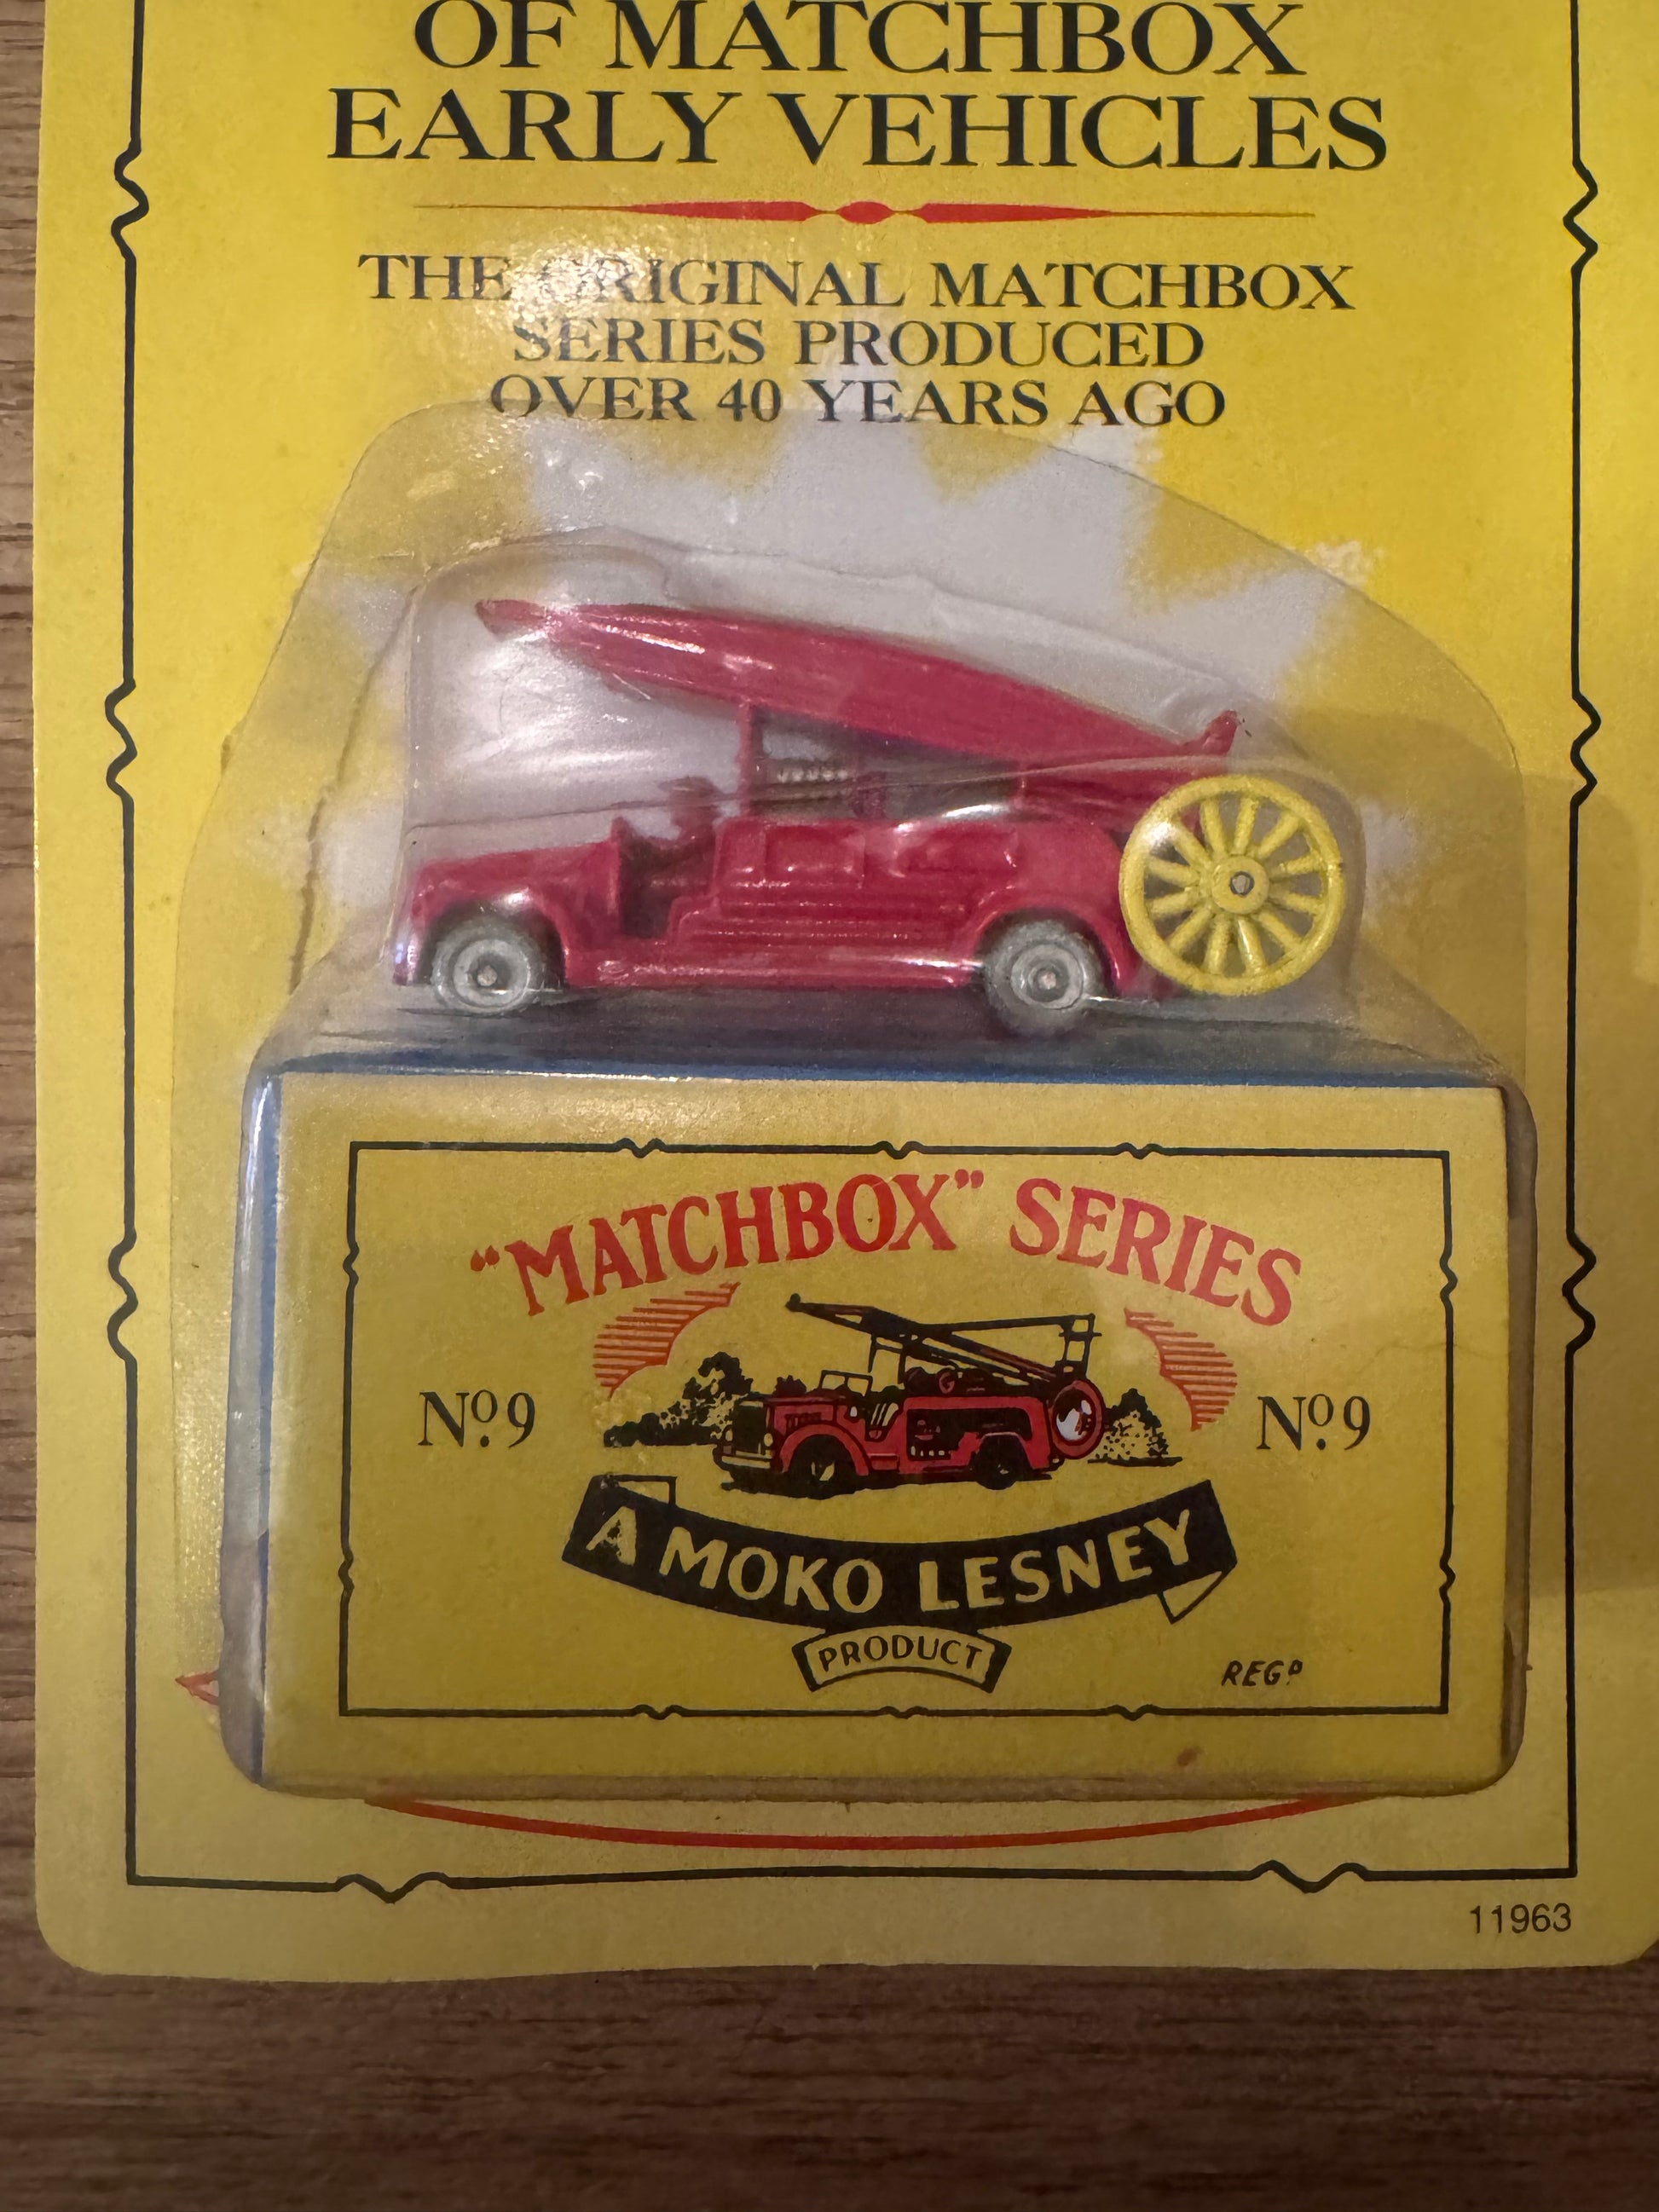 OF MATCHBOX
EARLY VEHICLES
THE ORIGINAL MATCHBOX
SERIES PRODUCED
OVER 40 YEARS AGO
"MATCHBOX" SERIES
Nº.9
Nº.9
A MOKO LESNEY
PRODUCT
REGD
11963